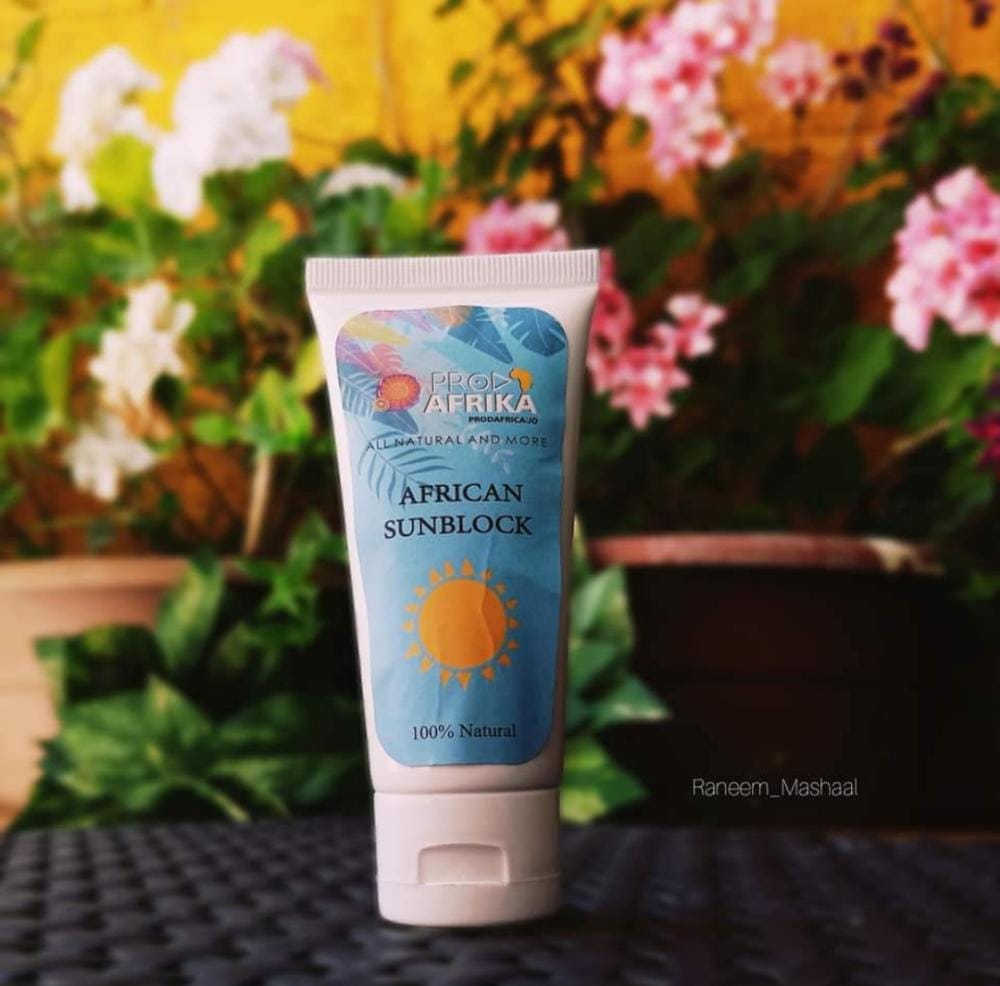 PROD
AFRIKA
PRODAFRICA.JO
ALL NATURAL AND MORE
AFRICAN
SUNBLOCK
100% Natural
Raneem_Mashaal